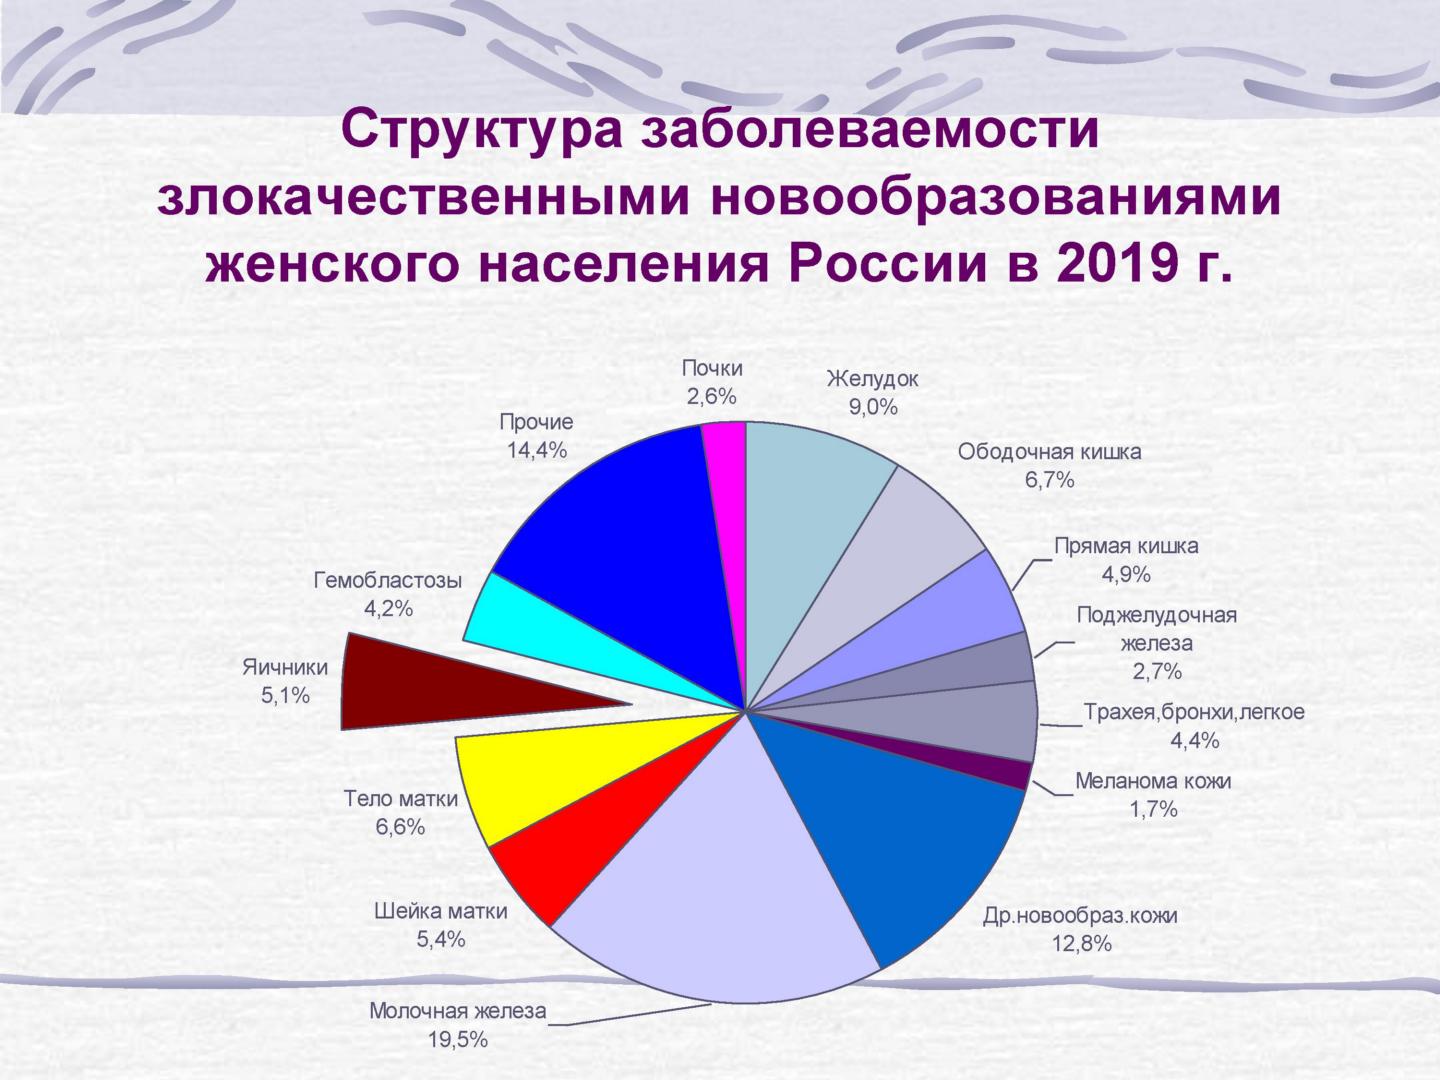 Структура заболеваемости
злокачественными новообразованиями
женского населения России в 2019 г.
Почки
2,6%
Желудок
9,0%
Прочие
14,4%
Ободочная кишка
6,7%
Прямая кишка
4,9%
Гемобластозы
4,2%
Поджелудочная
железа
2,7%
Яичники
5,1%
Трахея,бронхи,легкое
4,4%
Меланома кожи
1,7%
Тело матки
6,6%
Шейка матки
5,4%
Др.новообраз.кожи
12,8%
Молочная железа
19,5%